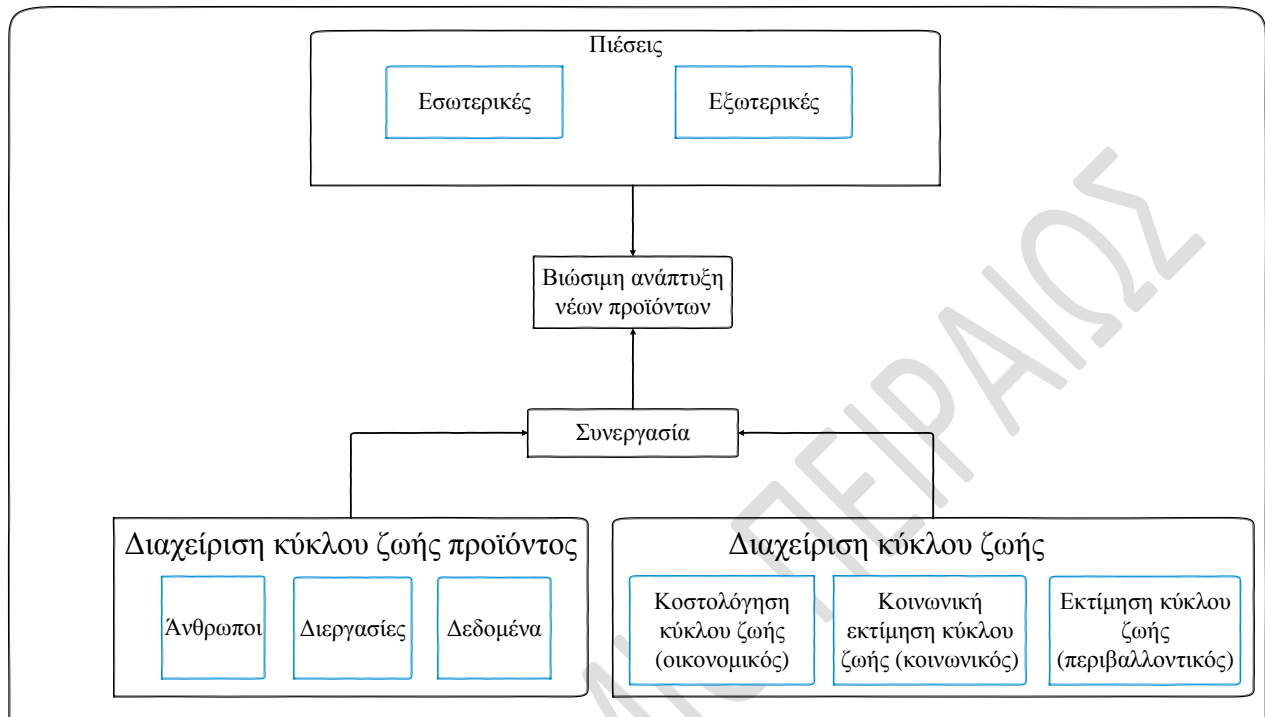 Πιέσεις
Εσωτερικές
Εξωτερικές
Βιώσιμη ανάπτυξη
νέων προϊόντων
Συνεργασία
Διαχείριση κύκλου ζωής προϊόντος
Άνθρωποι
Διεργασίες
Δεδομένα
Διαχείριση κύκλου ζωής
Κοστολόγηση
κύκλου ζωής
(οικονομικός)
Κοινωνική
εκτίμηση κύκλου
ζωής (κοινωνικός)
Εκτίμηση κύκλου
ζωής
(περιβαλλοντικός)
ΠΕΙΡΑΙΩΣ